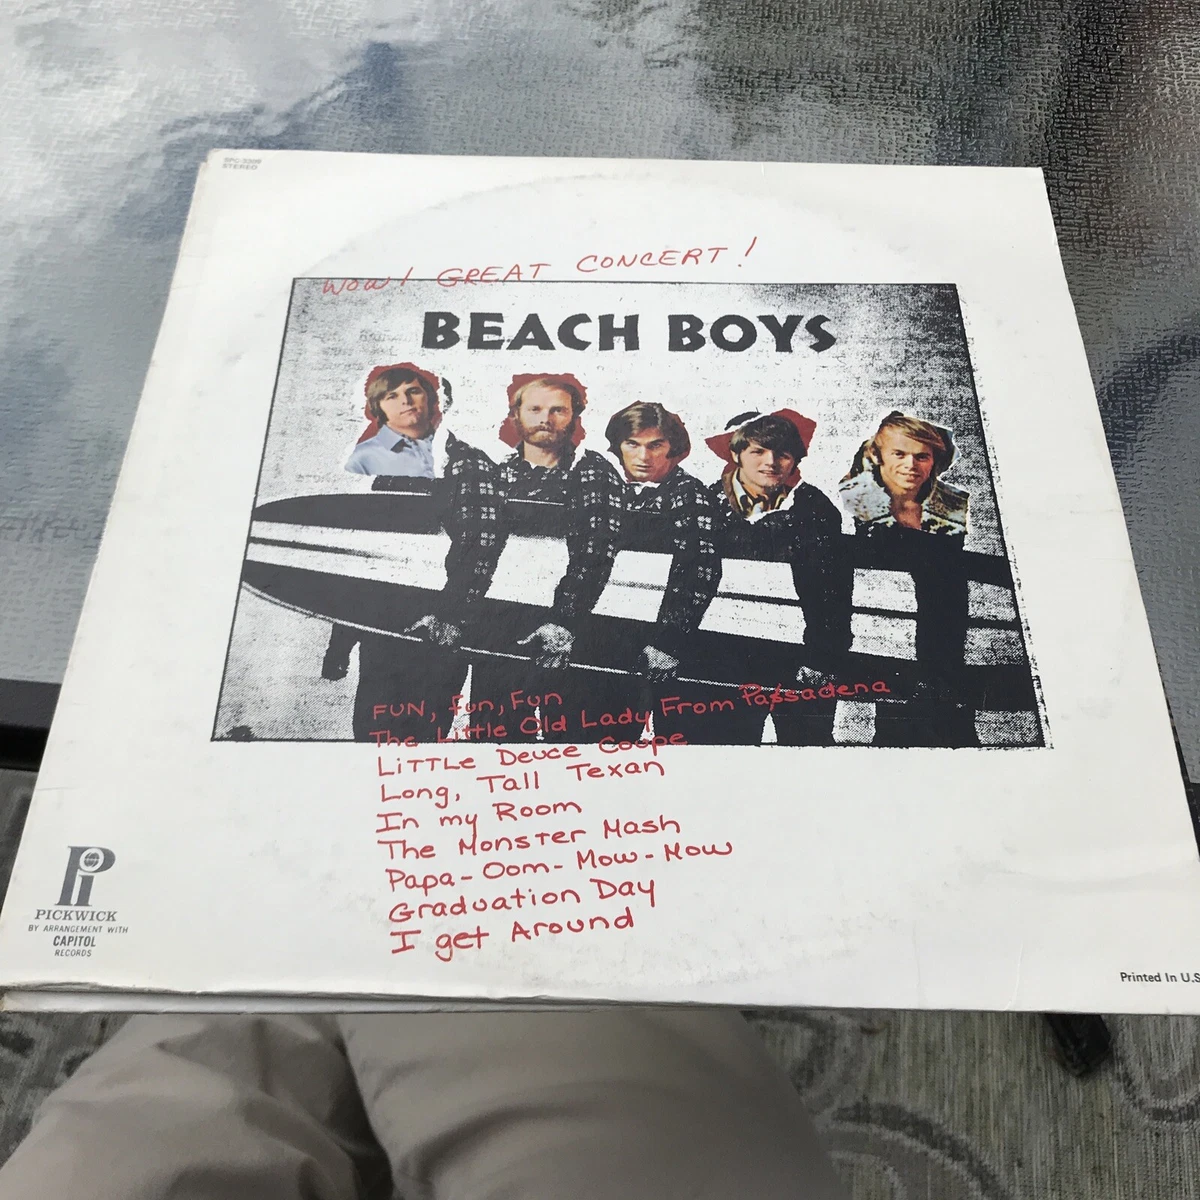 SPC-3309
STEREO
WOW! GREAT CONCERT!
BEACH BOYS
FUN, fun, Fun
The Little Old Lady From Passadena
LiTTLe Deuce Coupe
Long, Tall Texan
In my Room
The Monster Mash
Papa-Oom-Mow-Mow
Graduation Day
I get Around
PICKWICK
BY ARRANGEMENT WITH
CAPITOL
RECORDS
Printed In U.S